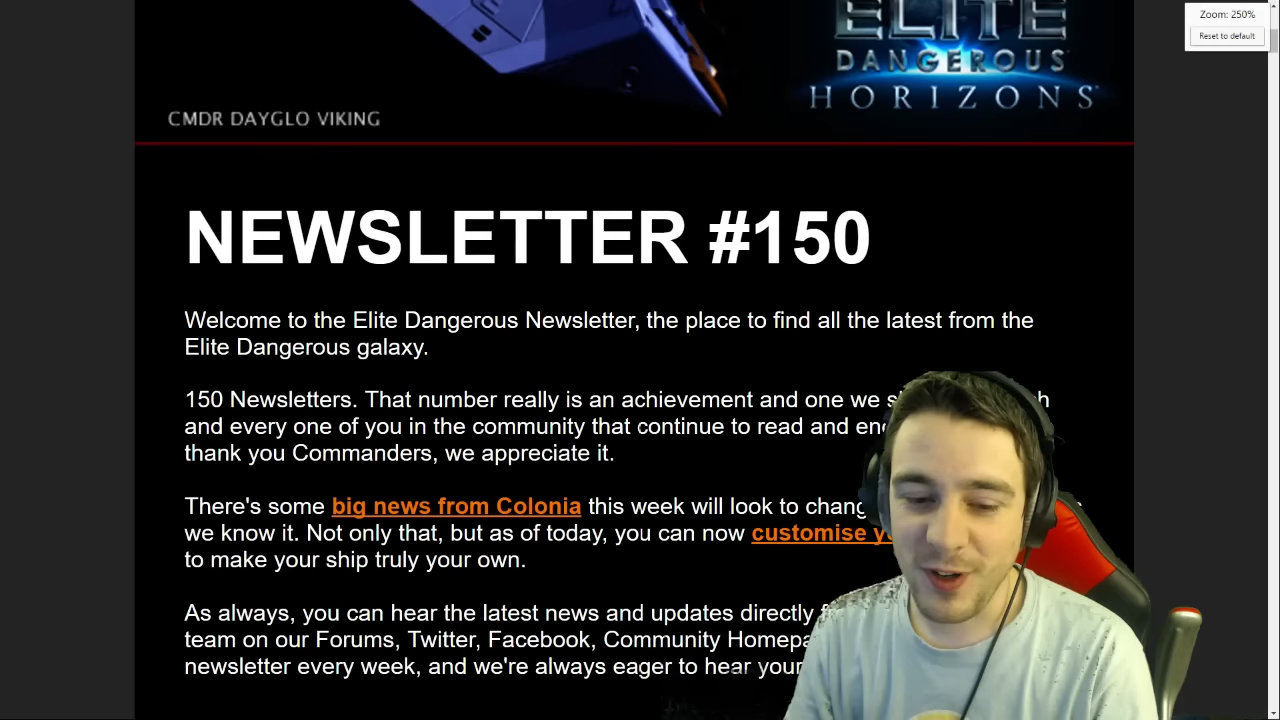 Zoom: 250%
Reset to default
ELITE
DANGEROUS
HORIZONS
CMDR DAYGLO VIKING
NEWSLETTER #150
Welcome to the Elite Dangerous Newsletter, the place to find all the latest from the
Elite Dangerous galaxy.
150 Newsletters. That number really is an achievement and one we
and every one of you in the community that continue to read and
thank you Commanders, we appreciate it.
There's some big news from Colonia this week will look to
we know it. Not only that, but as of today, you can now customise
to make your ship truly your own.
As always, you can hear the latest news and updates directly
team on our Forums, Twitter, Facebook, Community
newsletter every week, and we're always eager to hear your